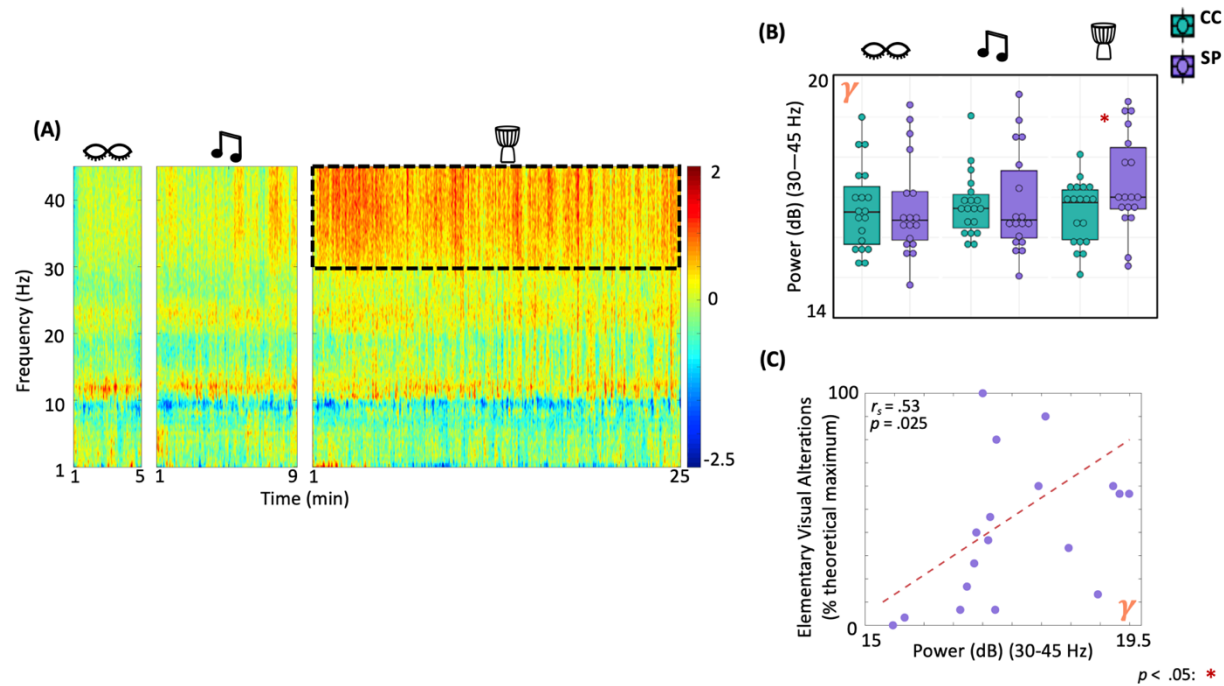 (A)
Frequency (Hz)
40
30
20
10
1
1 5
1 9
1 25
Time (min)
2
0
-2.5
(B)
CC
SP
γ
*
Power (dB) (30—45 Hz)
20
14
(C)
r_s = .53
p = .025
Elementary Visual Alterations
(% theoretical maximum)
100
0
γ
15 19.5
Power (dB) (30-45 Hz)
p < .05: *